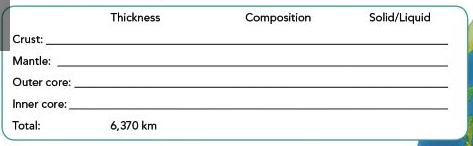 Thickness Composition Solid/Liquid
Crust:
Mantle:
Outer core:
Inner core:
Total: 6,370 km